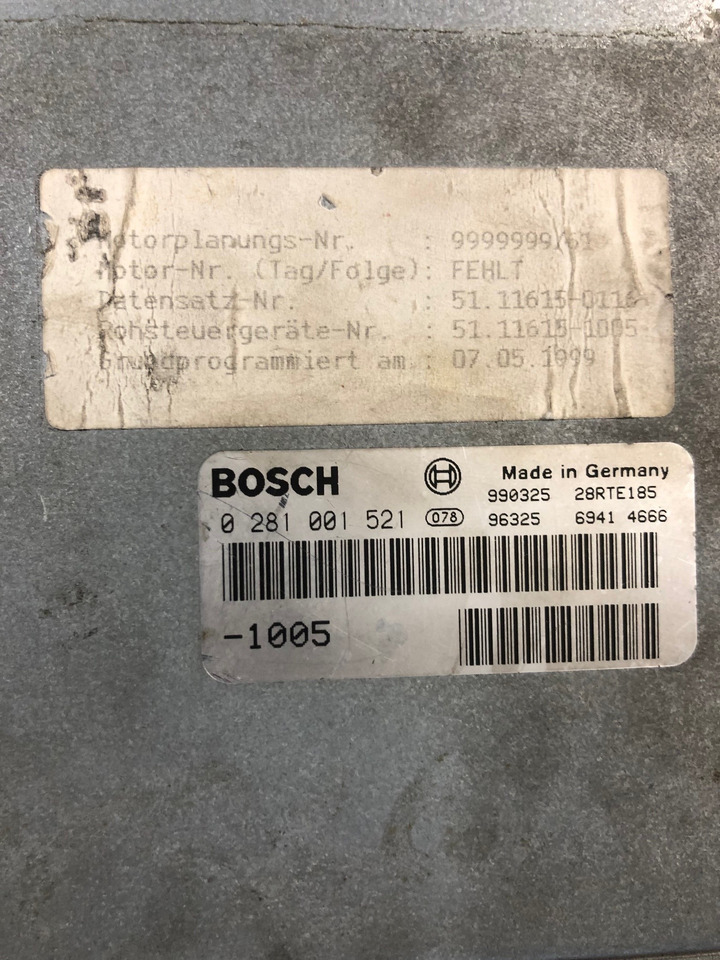 Motorplanungs-Nr. : 9999999/61
Motor-Nr. (Tag/Folge): FEHLT
Datensatz-Nr. : 51.11615-0116
Rohsteuergeräte-Nr. : 51.11615-1005
Grundprogrammiert am : 07.05.1999
BOSCH Made in Germany
990325 28RTE185
0 281 001 521 078 96325 6941 4666
-1005